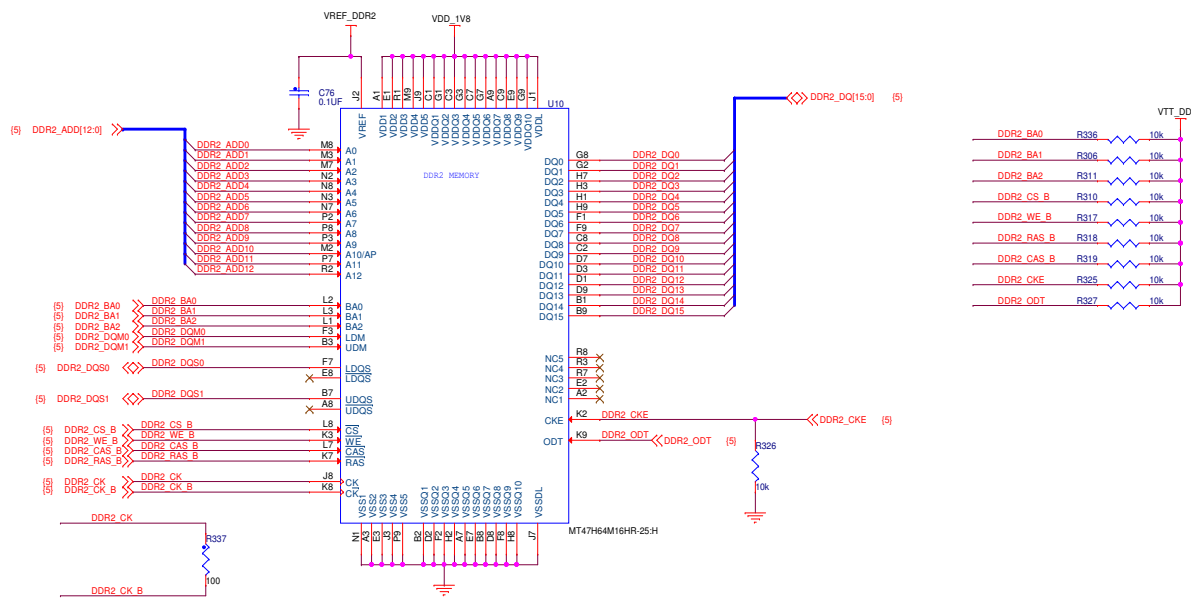 VREF_DDR2
VDD_1V8
C76
0.1UF
J2
A1
E1
R1
M9
J9
C1
G1
C3
G3
C7
G7
A9
C9
E9
G9
J1
U10
VREF
VDD1
VDD2
VDD3
VDD4
VDD5
VDDQ1
VDDQ2
VDDQ3
VDDQ4
VDDQ5
VDDQ6
VDDQ7
VDDQ8
VDDQ9
VDDQ10
VDDL
DDR2 MEMORY
{5} DDR2_ADD[12:0]
DDR2_ADD0 M8 A0
DDR2_ADD1 M3 A1
DDR2_ADD2 M7 A2
DDR2_ADD3 N2 A3
DDR2_ADD4 N8 A4
DDR2_ADD5 N3 A5
DDR2_ADD6 N7 A6
DDR2_ADD7 P2 A7
DDR2_ADD8 P8 A8
DDR2_ADD9 P3 A9
DDR2_ADD10 M2 A10/AP
DDR2_ADD11 P7 A11
DDR2_ADD12 R2 A12
{5} DDR2_BA0 DDR2_BA0 L2 BA0
{5} DDR2_BA1 DDR2_BA1 L3 BA1
{5} DDR2_BA2 DDR2_BA2 L1 BA2
{5} DDR2_DQM0 DDR2_DQM0 F3 LDM
{5} DDR2_DQM1 DDR2_DQM1 B3 UDM
{5} DDR2_DQS0 DDR2_DQS0 F7 LDQS
E8 LDQS
{5} DDR2_DQS1 DDR2_DQS1 B7 UDQS
A8 UDQS
{5} DDR2_CS_B DDR2_CS_B L8 CS
{5} DDR2_WE_B DDR2_WE_B K3 WE
{5} DDR2_CAS_B DDR2_CAS_B L7 CAS
{5} DDR2_RAS_B DDR2_RAS_B K7 RAS
{5} DDR2_CK DDR2_CK J8 CK
{5} DDR2_CK_B DDR2_CK_B K8 CK
DDR2_DQ[15:0] {5}
DQ0 G8 DDR2_DQ0
DQ1 G2 DDR2_DQ1
DQ2 H7 DDR2_DQ2
DQ3 H3 DDR2_DQ3
DQ4 H1 DDR2_DQ4
DQ5 H9 DDR2_DQ5
DQ6 F1 DDR2_DQ6
DQ7 F9 DDR2_DQ7
DQ8 C8 DDR2_DQ8
DQ9 C2 DDR2_DQ9
DQ10 D7 DDR2_DQ10
DQ11 D3 DDR2_DQ11
DQ12 D1 DDR2_DQ12
DQ13 D9 DDR2_DQ13
DQ14 B1 DDR2_DQ14
DQ15 B9 DDR2_DQ15
NC5 R8
NC4 R3
NC3 R7
NC2 E2
NC1 A2
CKE K2 DDR2_CKE DDR2_CKE {5}
ODT K9 DDR2_ODT DDR2_ODT {5}
R326
10k
VSS1
VSS2
VSS3
VSS4
VSS5
VSSQ1
VSSQ2
VSSQ3
VSSQ4
VSSQ5
VSSQ6
VSSQ7
VSSQ8
VSSQ9
VSSQ10
VSSDL
N1
A3
E3
J3
P9
B2
D2
F2
H2
A7
E7
B8
D8
F8
H8
J7
MT47H64M16HR-25:H
DDR2_CK
R337
100
DDR2_CK_B
VTT_DD
DDR2_BA0 R336 10k
DDR2_BA1 R306 10k
DDR2_BA2 R311 10k
DDR2_CS_B R310 10k
DDR2_WE_B R317 10k
DDR2_RAS_B R318 10k
DDR2_CAS_B R319 10k
DDR2_CKE R325 10k
DDR2_ODT R327 10k